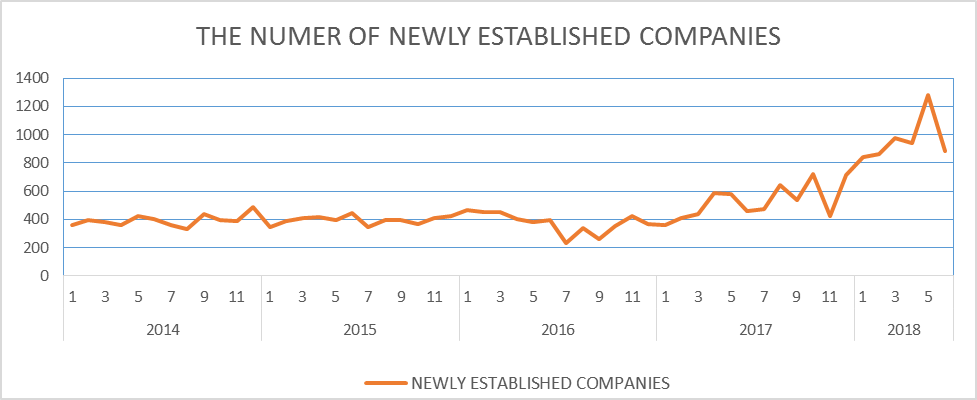 THE NUMER OF NEWLY ESTABLISHED COMPANIES
1400
1200
1000
800
600
400
200
0
1 3 5 7 9 11 1 3 5 7 9 11 1 3 5 7 9 11 1 3 5 7 9 11 1 3 5
2014 2015 2016 2017 2018
NEWLY ESTABLISHED COMPANIES